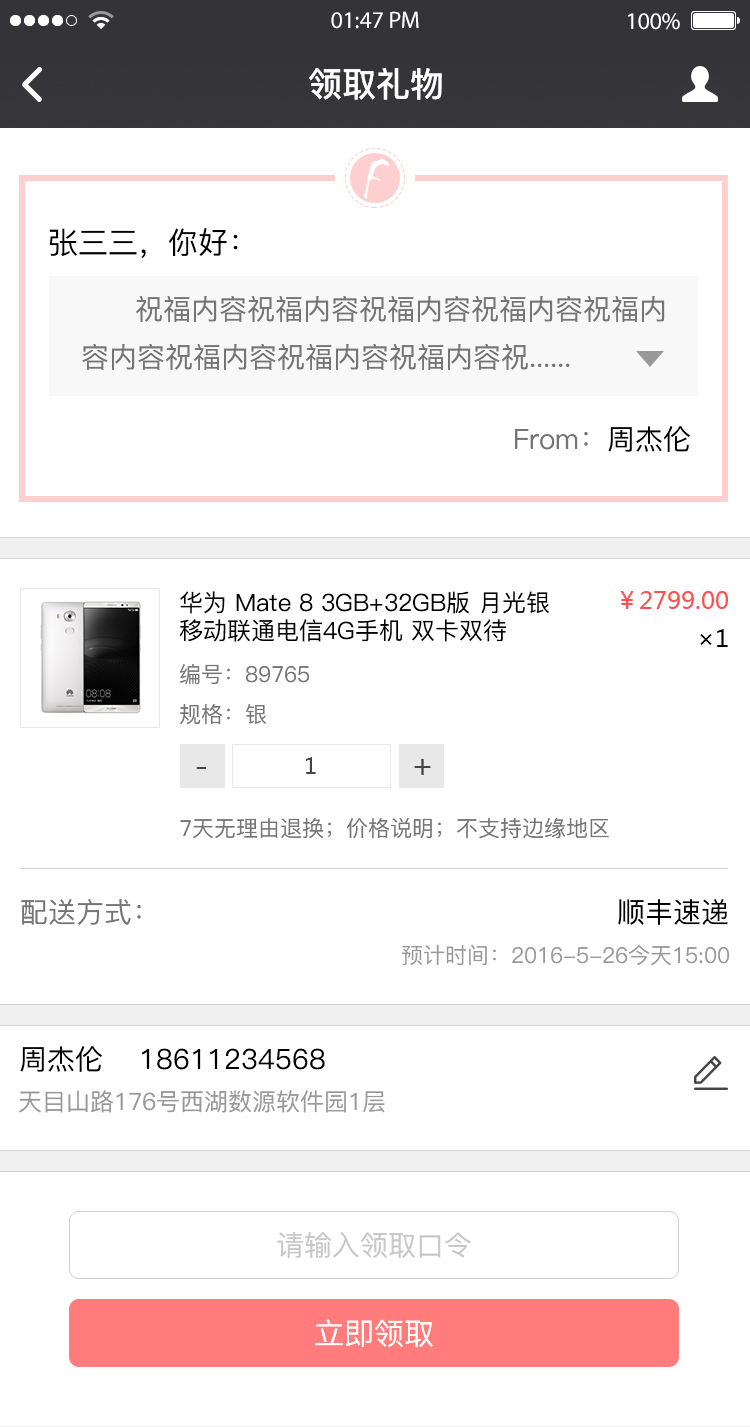 01:47 PM
100%
领取礼物
张三三，你好：
祝福内容祝福内容祝福内容祝福内容祝福内
容内容祝福内容祝福内容祝福内容祝......
From：周杰伦
华为 Mate 8 3GB+32GB版 月光银
移动联通电信4G手机 双卡双待
¥2799.00
×1
编号：89765
规格：银
- 1 +
7天无理由退换；价格说明；不支持边缘地区
配送方式：
顺丰速递
预计时间：2016-5-26今天15:00
周杰伦 18611234568
天目山路176号西湖数源软件园1层
请输入领取口令
立即领取
08:08